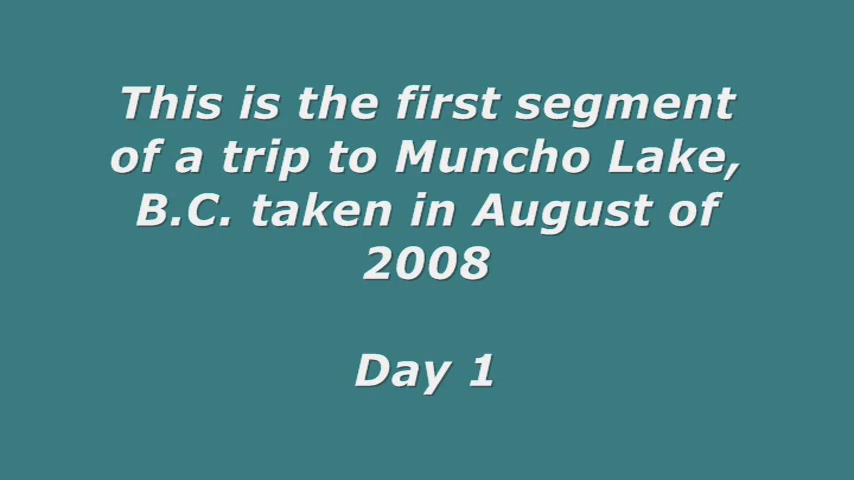 This is the first segment
of a trip to Muncho Lake,
B.C. taken in August of
2008
Day 1